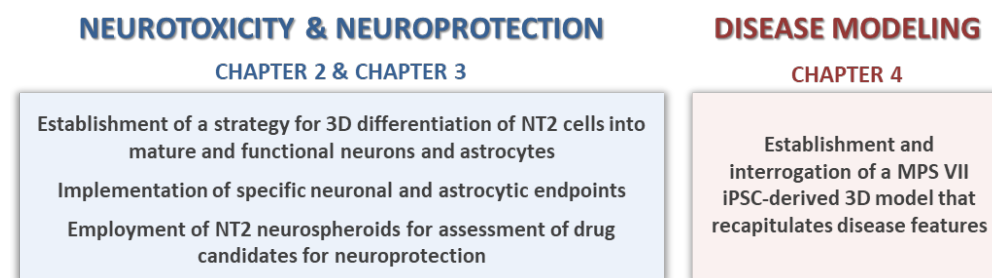 NEUROTOXICITY & NEUROPROTECTION
CHAPTER 2 & CHAPTER 3
Establishment of a strategy for 3D differentiation of NT2 cells into
mature and functional neurons and astrocytes
Implementation of specific neuronal and astrocytic endpoints
Employment of NT2 neurospheroids for assessment of drug
candidates for neuroprotection
DISEASE MODELING
CHAPTER 4
Establishment and
interrogation of a MPS VII
iPSC-derived 3D model that
recapitulates disease features